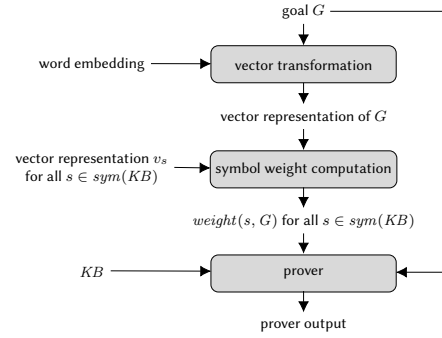 goal G
word embedding
vector transformation
vector representation of G
vector representation v_s
for all s ∈ sym(KB)
symbol weight computation
weight(s, G) for all s ∈ sym(KB)
KB
prover
prover output